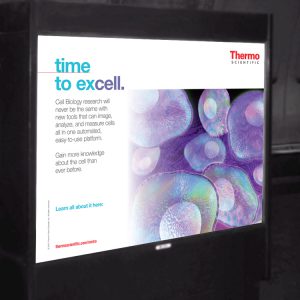 time
to excell.
Thermo
SCIENTIFIC
Cell Biology research will
never be the same with
new tools that can image,
analyze, and measure cells
all in one automated,
easy-to-use platform.
Gain more knowledge
about the cell than
ever before.
Learn all about it here: